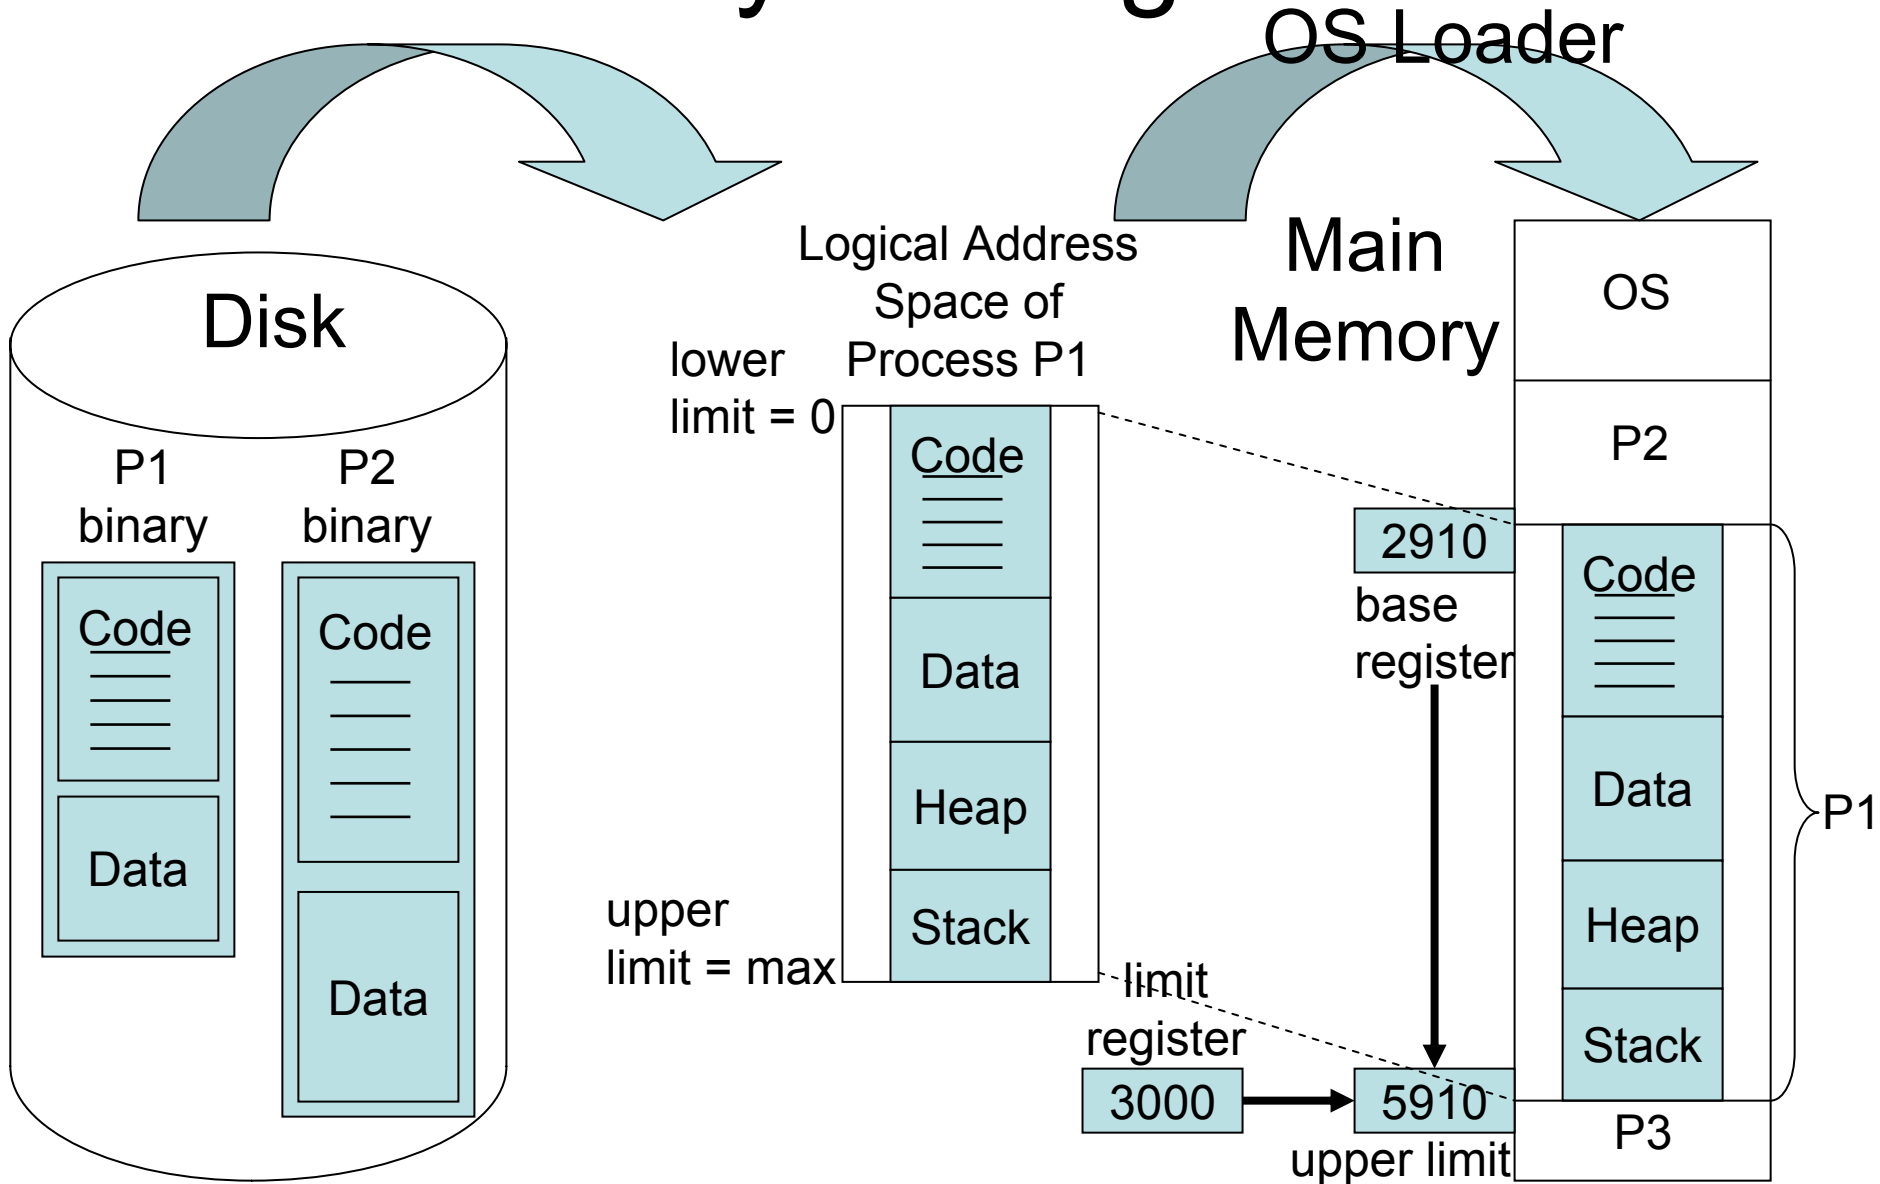 OS Loader
Disk
P1
binary
P2
binary
Code
Data
Code
Data
Logical Address
Space of
Process P1
lower
limit = 0
Code
Data
Heap
Stack
upper
limit = max
Main
Memory
OS
P2
2910
base
register
Code
Data
Heap
Stack
P1
limit
register
3000
5910
upper limit
P3